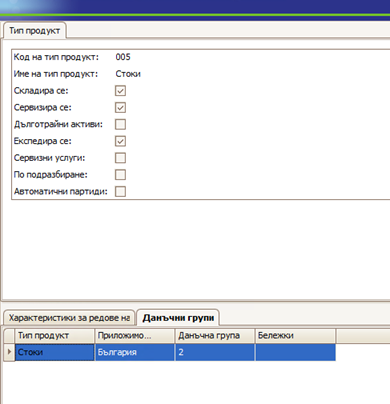 Тип продукт
Код на тип продукт: 005
Име на тип продукт: Стоки
Складира се:
Сервизира се:
Дълготрайни активи:
Експедира се:
Сервизни услуги:
По подразбиране:
Автоматични партиди:
Характеристики за редове на Данъчни групи
Тип продукт Приложимо... Данъчна група Бележки
Стоки България 2